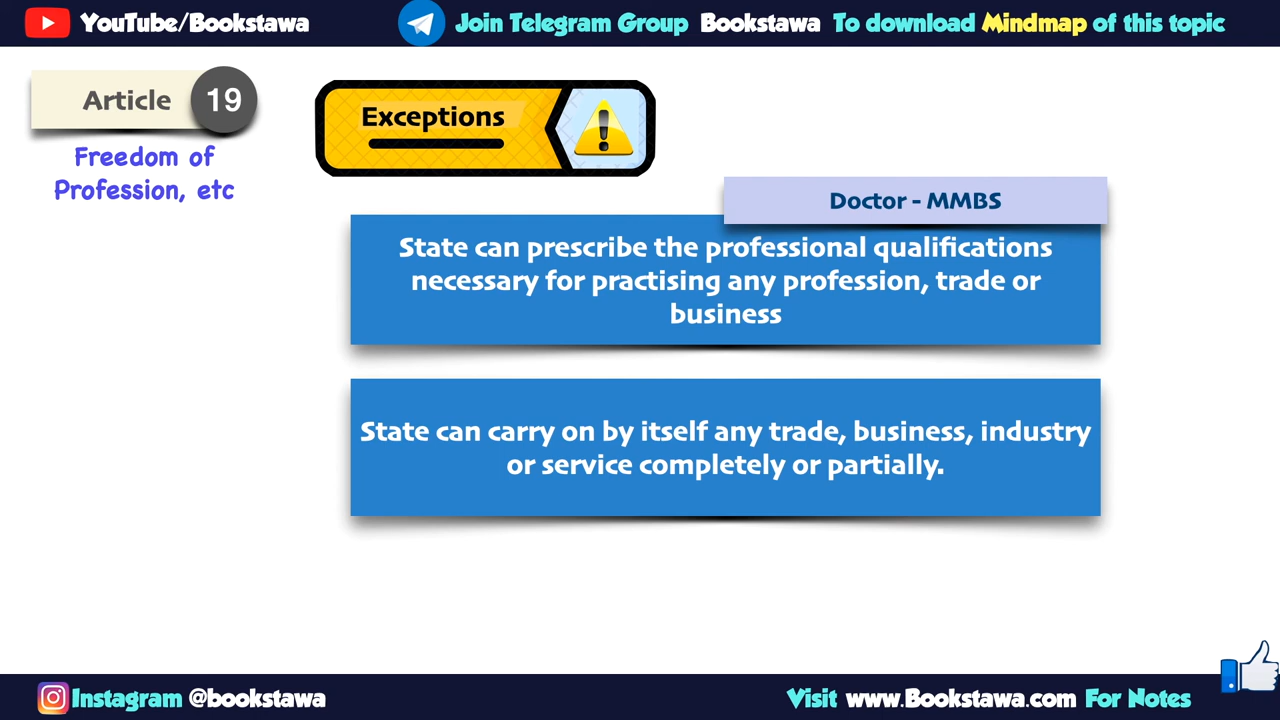 YouTube/Bookstawa
Join Telegram Group Bookstawa To download Mindmap of this topic
Article 19
Freedom of
Profession, etc
Exceptions
Doctor - MMBS
State can prescribe the professional qualifications
necessary for practising any profession, trade or
business
State can carry on by itself any trade, business, industry
or service completely or partially.
Instagram @bookstawa
Visit www.Bookstawa.com For Notes